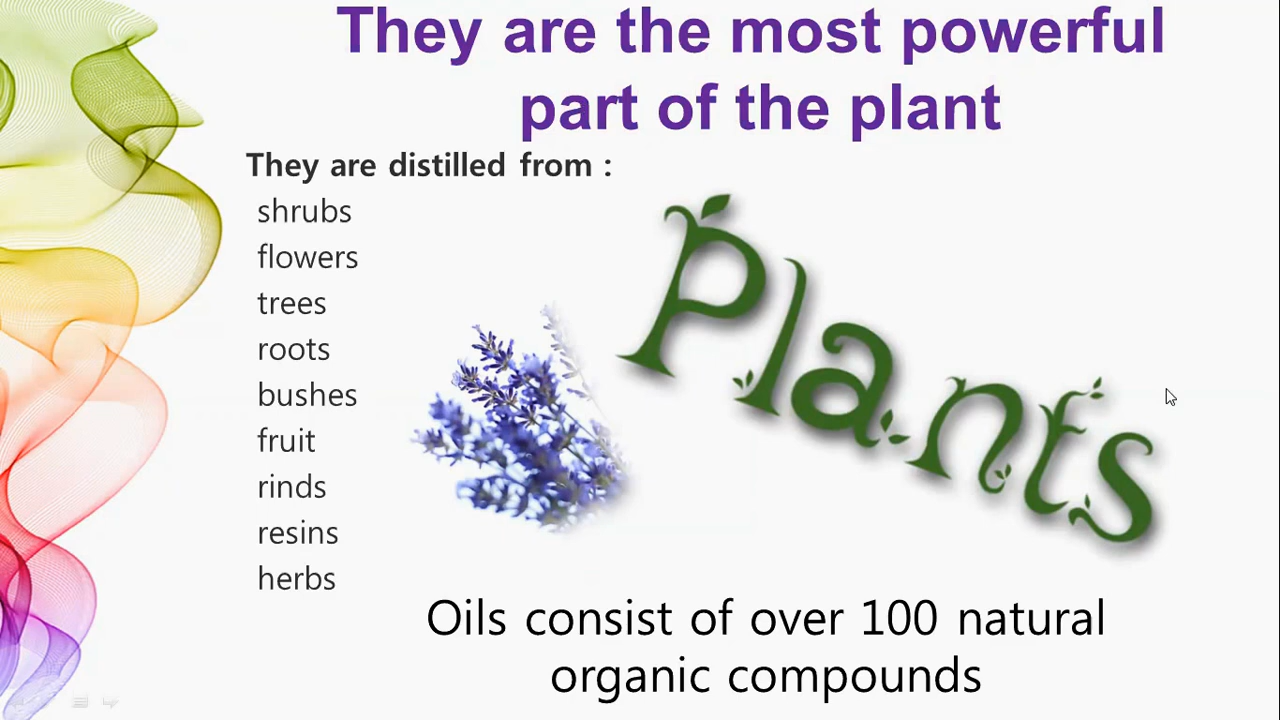 They are the most powerful
part of the plant
They are distilled from :
shrubs
flowers
trees
roots
bushes
fruit
rinds
resins
herbs
Plants
Oils consist of over 100 natural
organic compounds